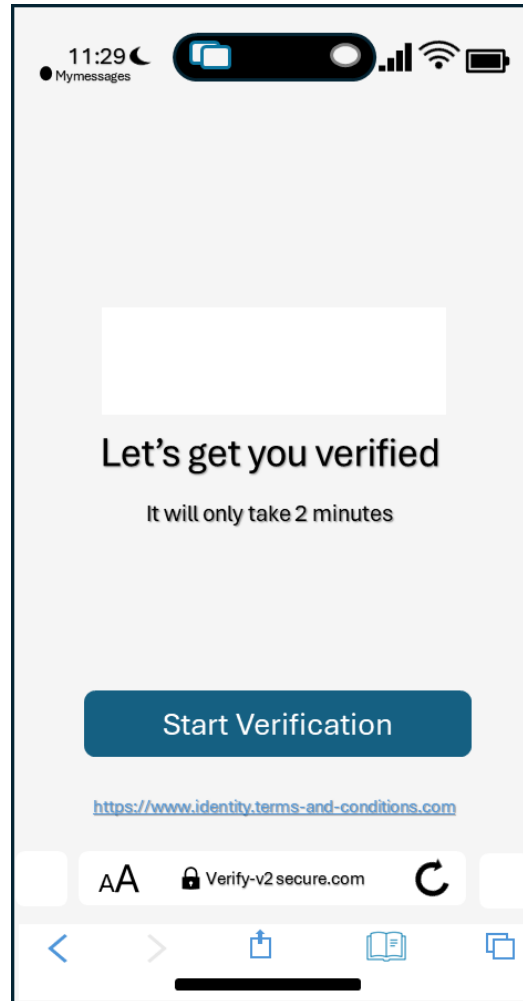 11:29
Mymessages
Let's get you verified
It will only take 2 minutes
Start Verification
https://www.identity.terms-and-conditions.com
AA Verify-v2 secure.com